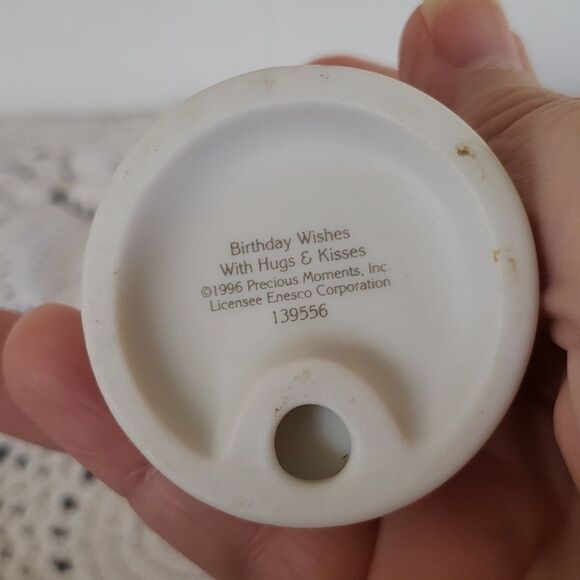 Birthday Wishes
With Hugs & Kisses
©1996 Precious Moments, Inc.
Licensee Enesco Corporation
139556